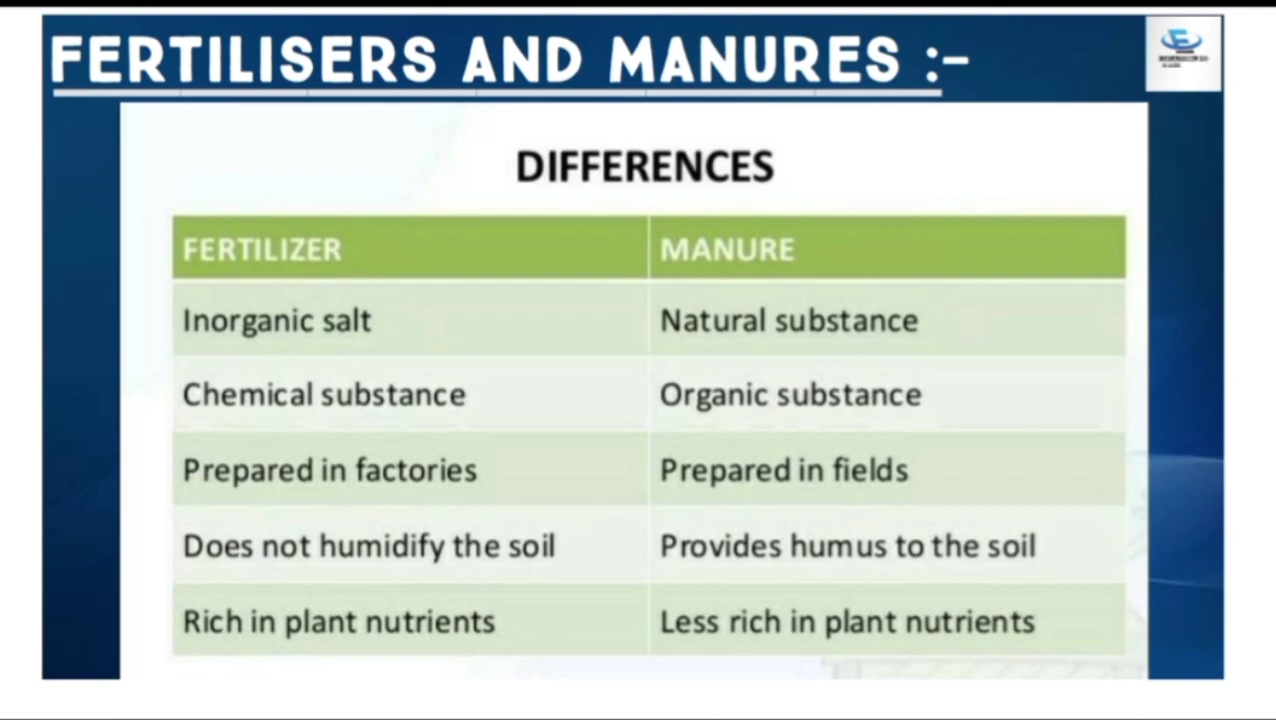 FERTILISERS AND MANURES :-
DIFFERENCES
FERTILIZER MANURE
Inorganic salt Natural substance
Chemical substance Organic substance
Prepared in factories Prepared in fields
Does not humidify the soil Provides humus to the soil
Rich in plant nutrients Less rich in plant nutrients